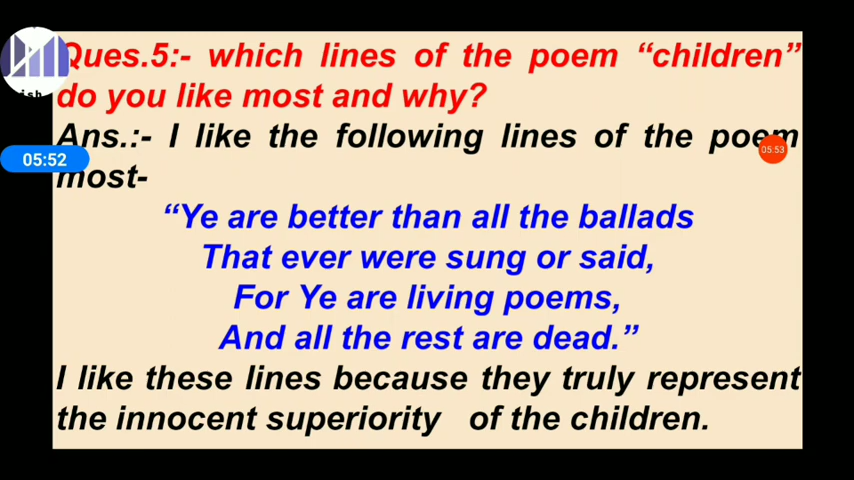 Ques.5:- which lines of the poem “children”
do you like most and why?
Ans.:- I like the following lines of the poem
most-
“Ye are better than all the ballads
That ever were sung or said,
For Ye are living poems,
And all the rest are dead.”
I like these lines because they truly represent
the innocent superiority of the children.
ish
05:52
05:53